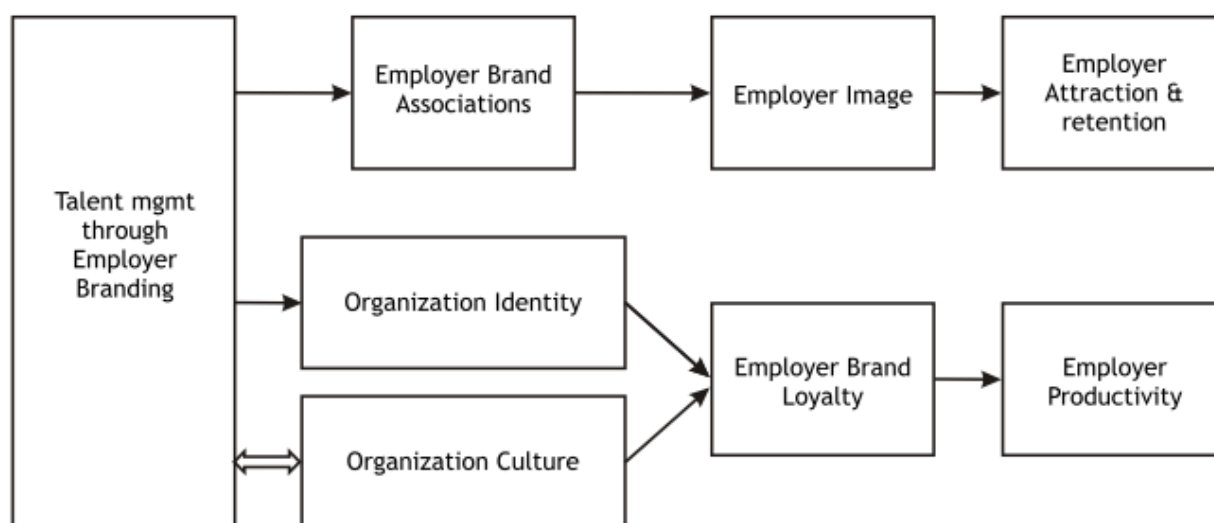 Talent mgmt
through
Employer
Branding
Employer Brand
Associations
Employer Image
Employer
Attraction &
retention
Organization Identity
Organization Culture
Employer Brand
Loyalty
Employer
Productivity